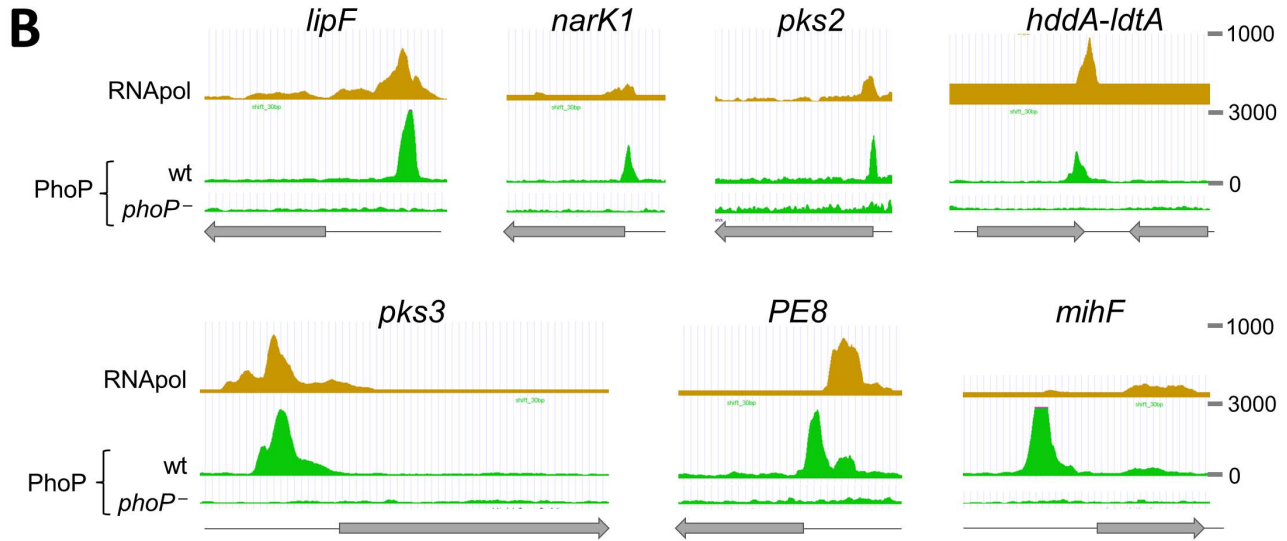 B
lipF narK1 pks2 hddA-ldtA
1000
RNApol
shift_30bp shift_30bp shift_30bp
3000
wt
PhoP
0
phoP–
pks3 PE8 mihF
1000
RNApol
shift_30bp shift_30bp shift_30bp
3000
wt
PhoP
0
phoP–